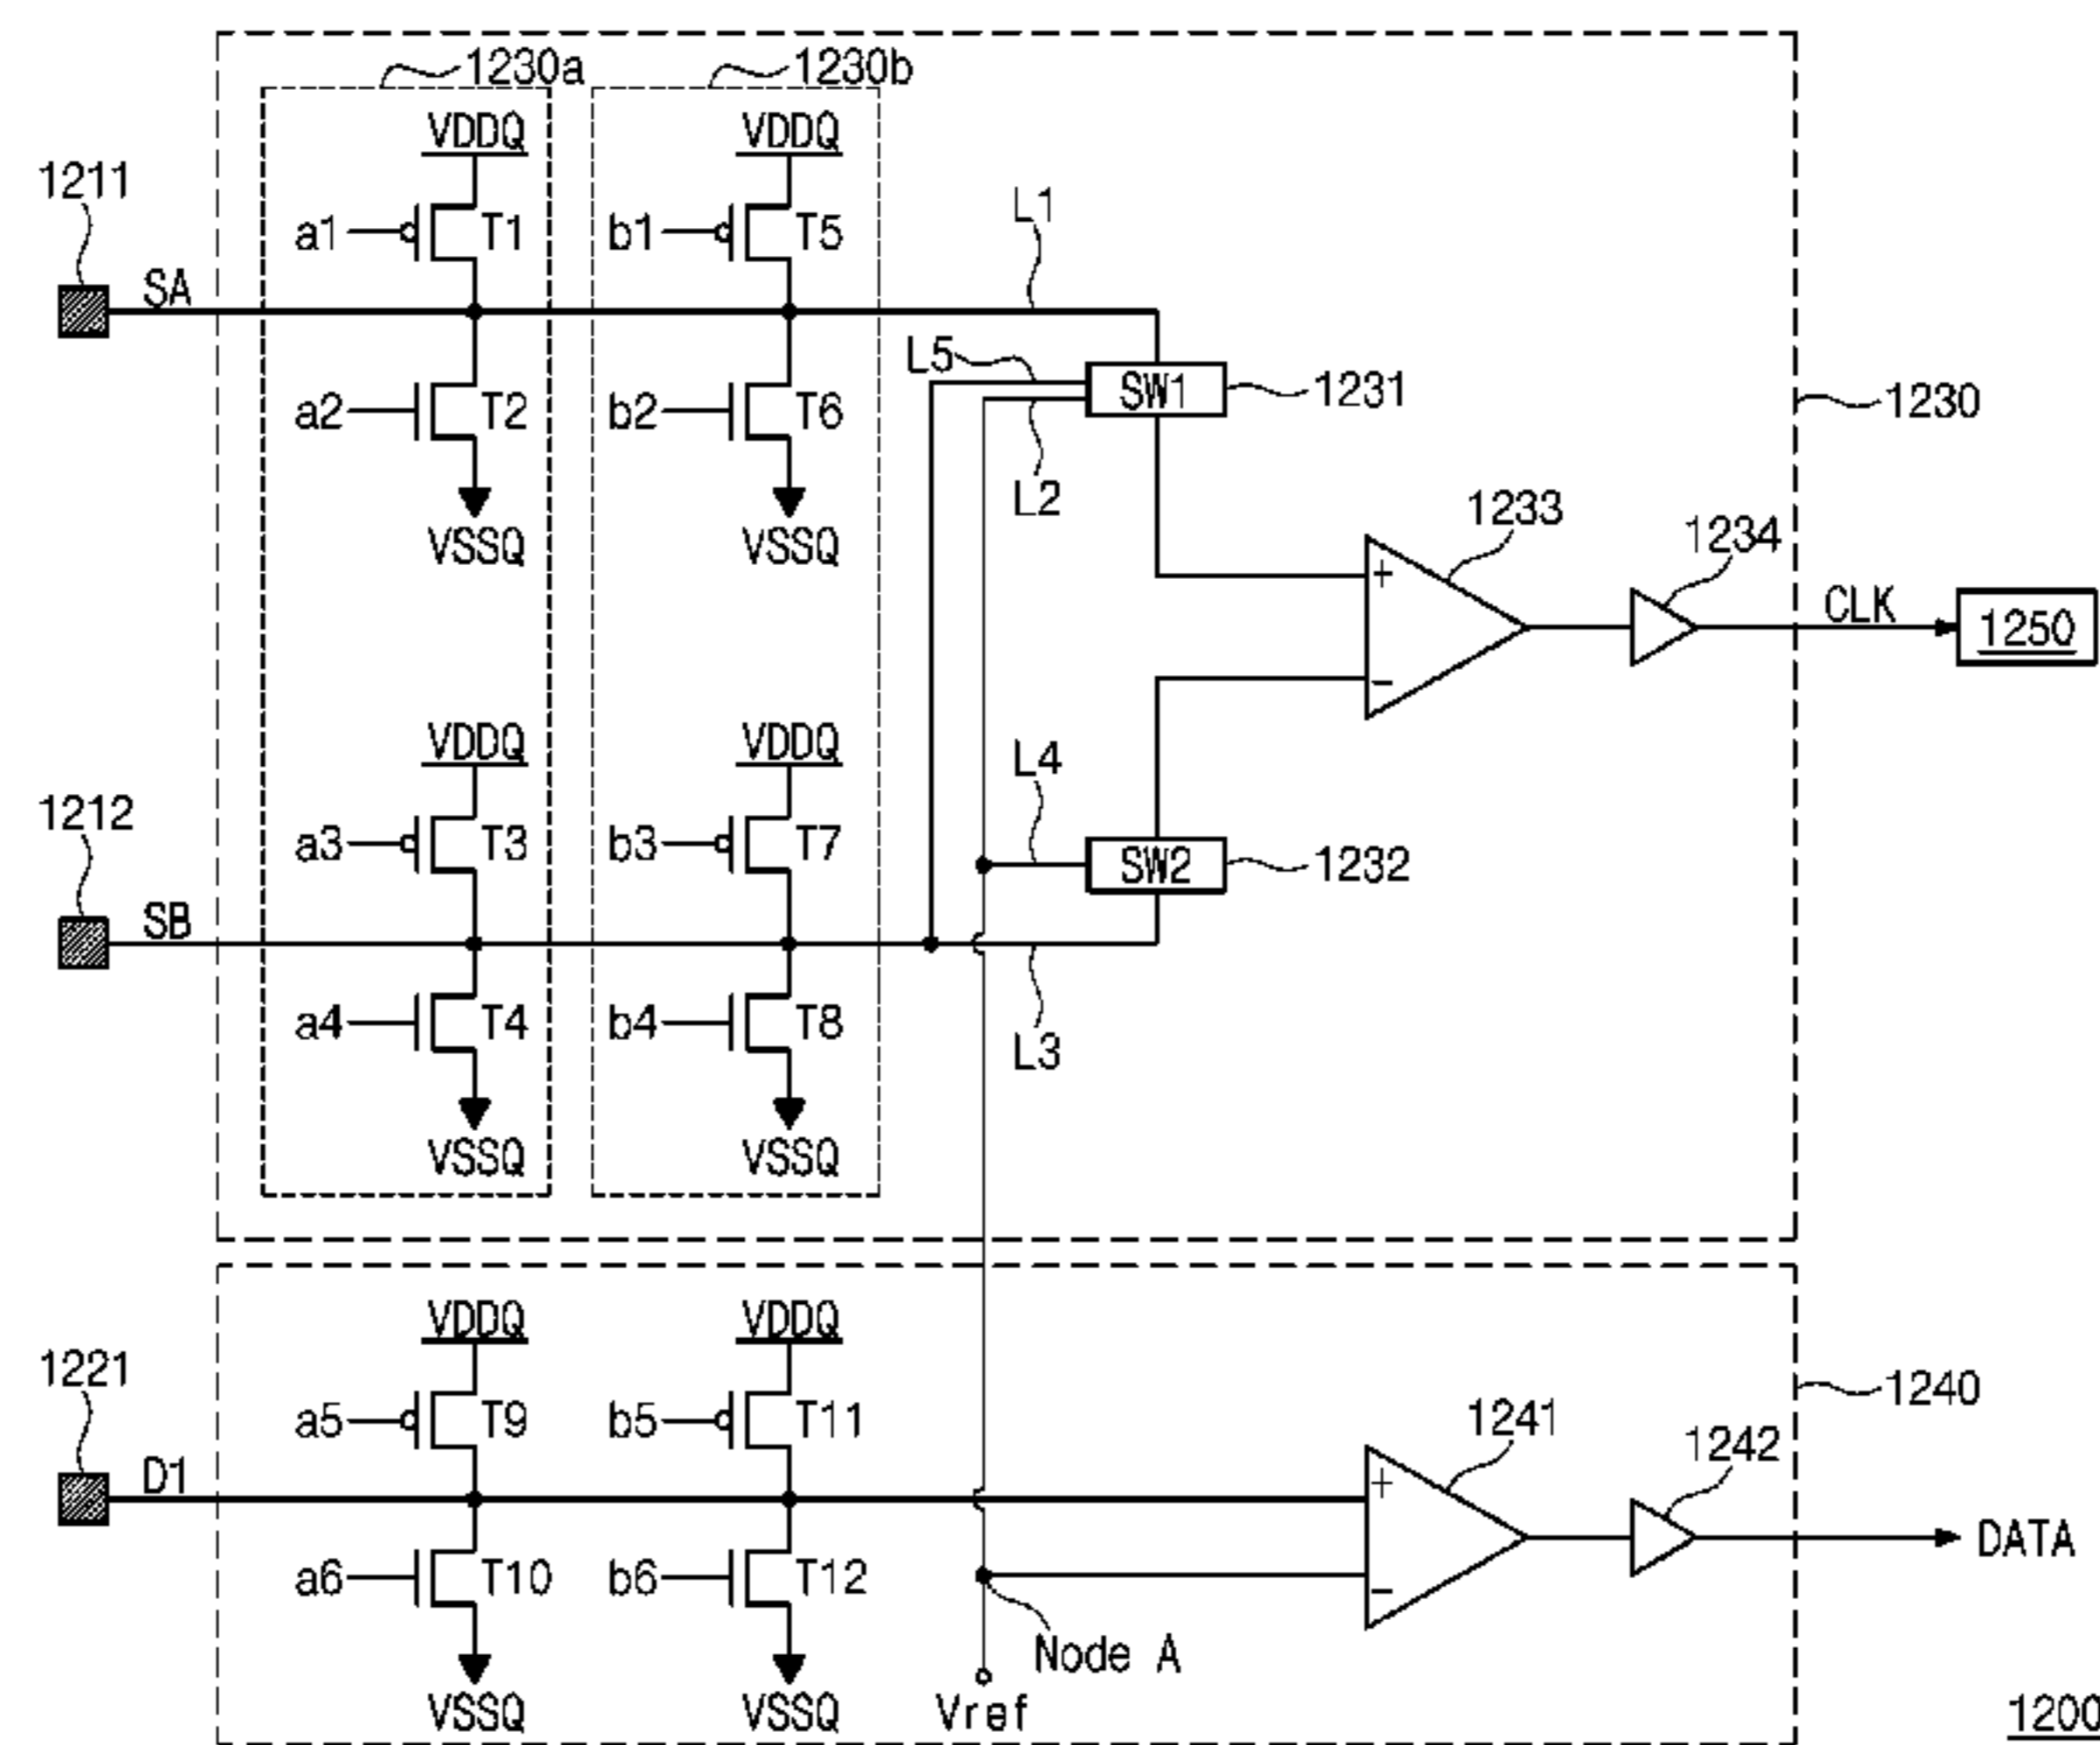 1230a 1230b
VDDQ VDDQ
1211
a1 T1 b1 T5 L1
SA
L5
a2 T2 b2 T6 SW1 1231 1230
L2
VSSQ VSSQ 1233 1234
+ CLK 1250
-
VDDQ VDDQ L4
1212
a3 T3 b3 T7 SW2 1232
SB
a4 T4 b4 T8 L3
VSSQ VSSQ
VDDQ VDDQ
1221 1240
a5 T9 b5 T11 1241 1242
D1 +
DATA
a6 T10 b6 T12 -
Node A
VSSQ VSSQ Vref 1200